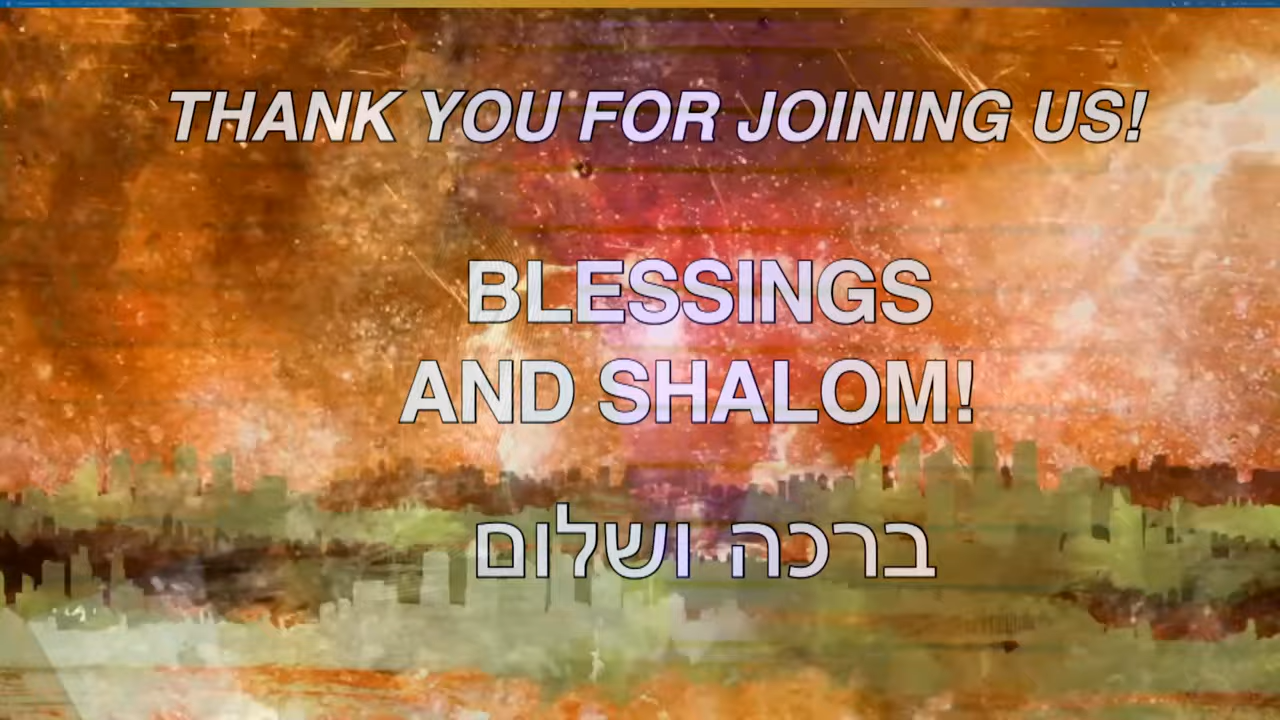 THANK YOU FOR JOINING US!
BLESSINGS
AND SHALOM!
ברכה ושלום